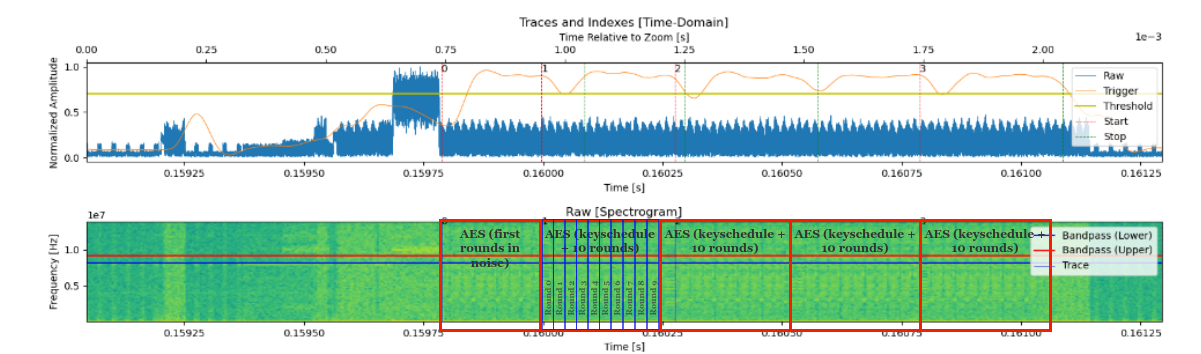 Traces and Indexes [Time-Domain]
Time Relative to Zoom [s]
0.00 0.25 0.50 0.75 1.00 1.25 1.50 1.75 2.00 1e−3
Normalized Amplitude
1.0
0.5
0.0
0 1 2 3
Raw
Trigger
Threshold
Start
Stop
0.15925 0.15950 0.15975 0.16000 0.16025 0.16050 0.16075 0.16100 0.16125
Time [s]
Raw [Spectrogram]
1e7
Frequency [Hz]
1.0
0.5
AES (first
rounds in
noise)
AES (keyschedule
+ 10 rounds)
Round 0
Round 1
Round 2
Round 3
Round 4
Round 5
Round 6
Round 7
Round 8
Round 9
AES (keyschedule +
10 rounds)
AES (keyschedule +
10 rounds)
AES (keyschedule +
10 rounds)
Bandpass (Lower)
Bandpass (Upper)
Trace
0.15925 0.15950 0.15975 0.16000 0.16025 0.16050 0.16075 0.16100 0.16125
Time [s]